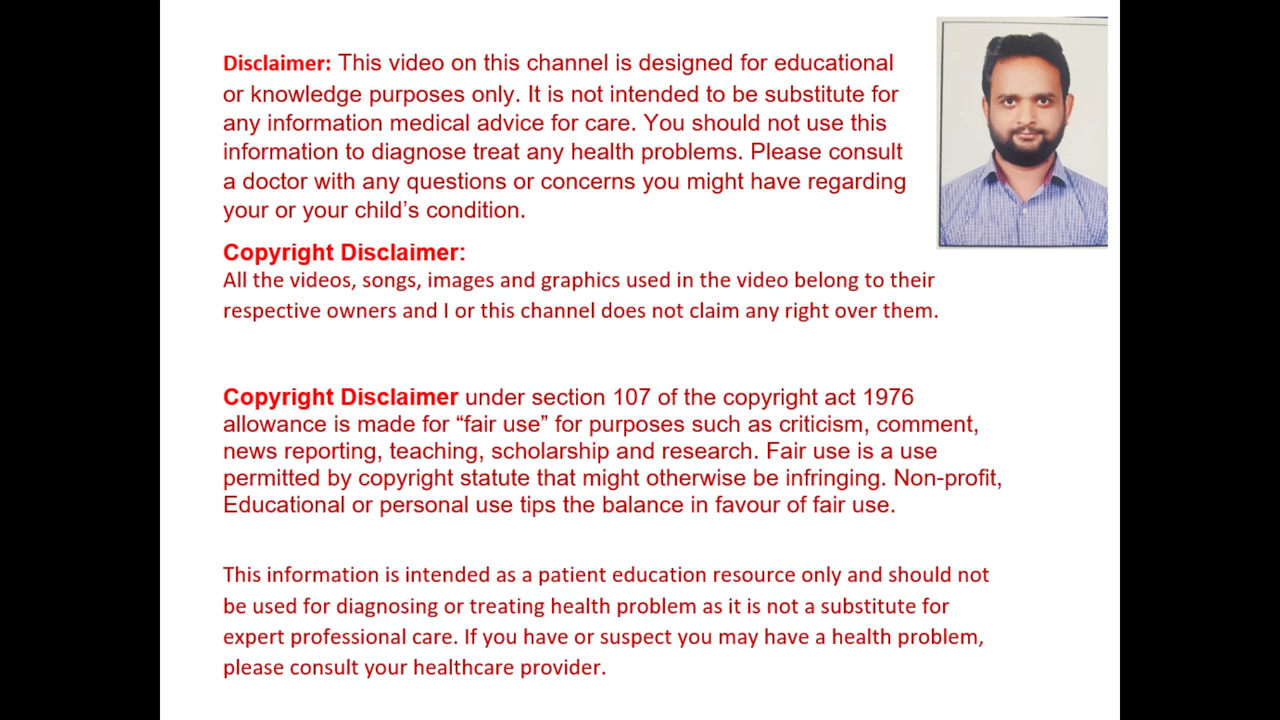 Disclaimer: This video on this channel is designed for educational
or knowledge purposes only. It is not intended to be substitute for
any information medical advice for care. You should not use this
information to diagnose treat any health problems. Please consult
a doctor with any questions or concerns you might have regarding
your or your child’s condition.
Copyright Disclaimer:
All the videos, songs, images and graphics used in the video belong to their
respective owners and I or this channel does not claim any right over them.
Copyright Disclaimer under section 107 of the copyright act 1976
allowance is made for “fair use” for purposes such as criticism, comment,
news reporting, teaching, scholarship and research. Fair use is a use
permitted by copyright statute that might otherwise be infringing. Non-profit,
Educational or personal use tips the balance in favour of fair use.
This information is intended as a patient education resource only and should not
be used for diagnosing or treating health problem as it is not a substitute for
expert professional care. If you have or suspect you may have a health problem,
please consult your healthcare provider.